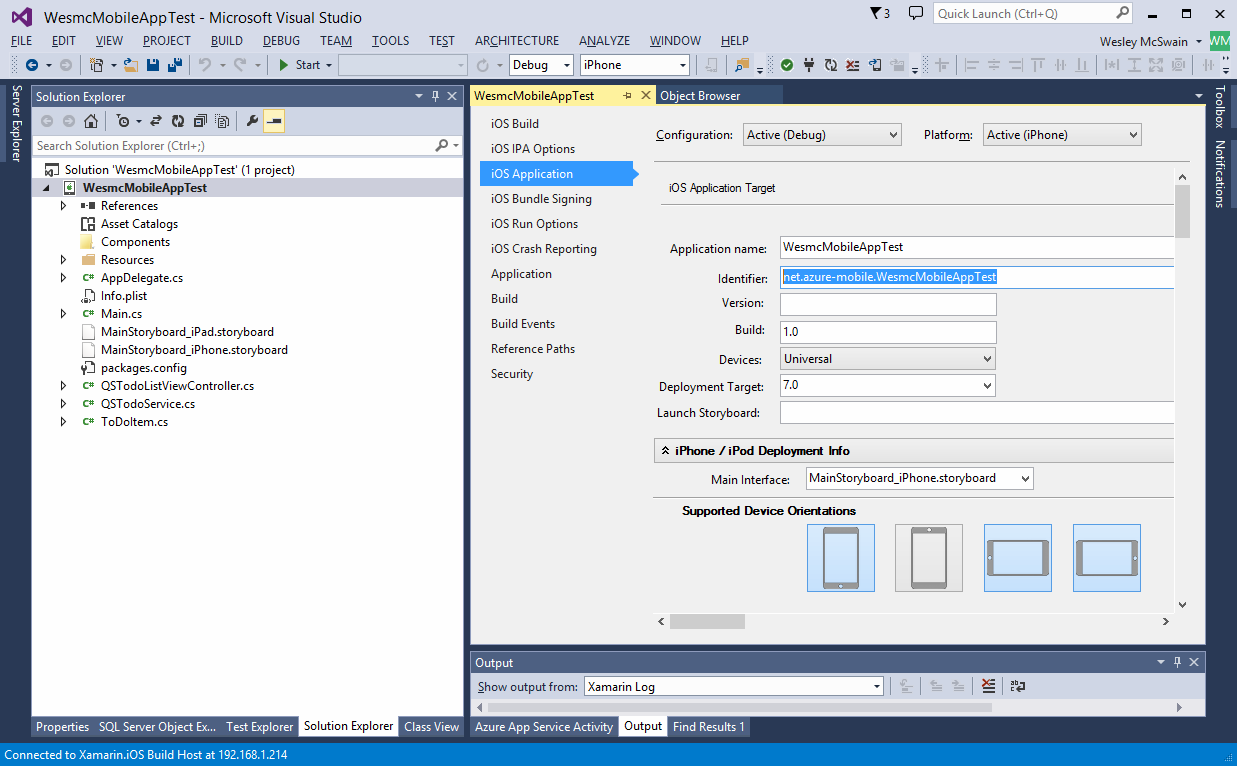 WesmcMobileAppTest - Microsoft Visual Studio
3
Quick Launch (Ctrl+Q)
FILE EDIT VIEW PROJECT BUILD DEBUG TEAM TOOLS TEST ARCHITECTURE ANALYZE WINDOW HELP
Wesley McSwain
WM
Start
Debug
iPhone
Server Explorer
Solution Explorer
Search Solution Explorer (Ctrl+;)
Solution 'WesmcMobileAppTest' (1 project)
WesmcMobileAppTest
References
Asset Catalogs
Components
Resources
C# AppDelegate.cs
Info.plist
C# Main.cs
MainStoryboard_iPad.storyboard
MainStoryboard_iPhone.storyboard
packages.config
C# QSTodoListViewController.cs
C# QSTodoService.cs
C# ToDoItem.cs
Properties SQL Server Object Ex... Test Explorer Solution Explorer Class View
WesmcMobileAppTest
Object Browser
iOS Build
iOS IPA Options
iOS Application
iOS Bundle Signing
iOS Run Options
iOS Crash Reporting
Application
Build
Build Events
Reference Paths
Security
Configuration: Active (Debug) Platform: Active (iPhone)
iOS Application Target
Application name: WesmcMobileAppTest
Identifier: net.azure-mobile.WesmcMobileAppTest
Version:
Build: 1.0
Devices: Universal
Deployment Target: 7.0
Launch Storyboard:
iPhone / iPod Deployment Info
Main Interface: MainStoryboard_iPhone.storyboard
Supported Device Orientations
Toolbox
Notifications
Output
Show output from: Xamarin Log
Azure App Service Activity Output Find Results 1
Connected to Xamarin.iOS Build Host at 192.168.1.214